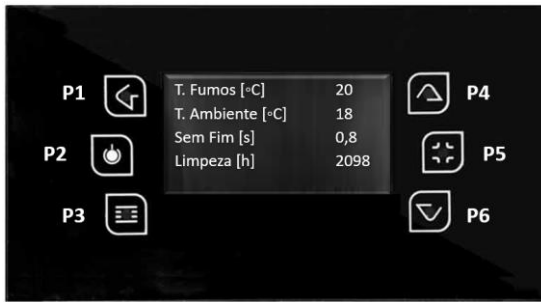 P1
P2
P3
T. Fumos [◦C] 20
T. Ambiente [◦C] 18
Sem Fim [s] 0,8
Limpeza [h] 2098
P4
P5
P6